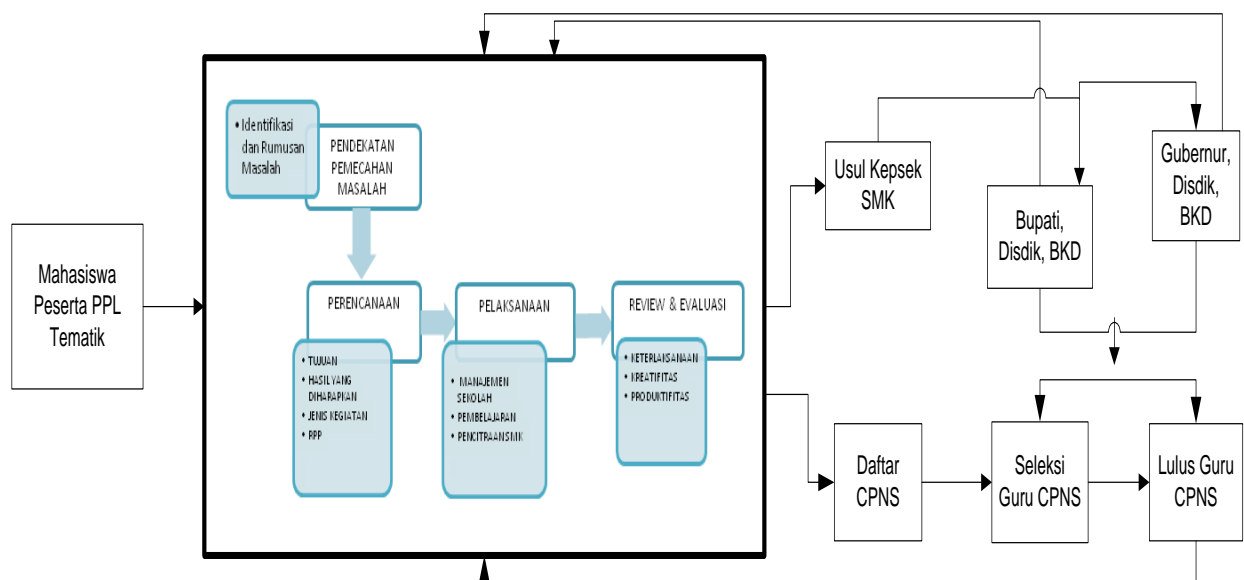 Mahasiswa
Peserta PPL
Tematik
• Identifikasi
dan Rumusan
Masalah
PENDEKATAN
PEMECAHAN
MASALAH
PERENCANAAN
• TUJUAN
• HASIL YANG
DIHARAPKAN
• JENIS KEGIATAN
• RPP
PELAKSANAAN
• MANAJEMEN
SEKOLAH
• PEMBELAJARAN
• PENCITRAAN SMK
REVIEW & EVALUASI
• KETERLAKSANAAN
• KREATIFITAS
• PRODUKTIFITAS
Usul Kepsek
SMK
Bupati,
Disdik, BKD
Gubernur,
Disdik,
BKD
Daftar
CPNS
Seleksi
Guru CPNS
Lulus Guru
CPNS